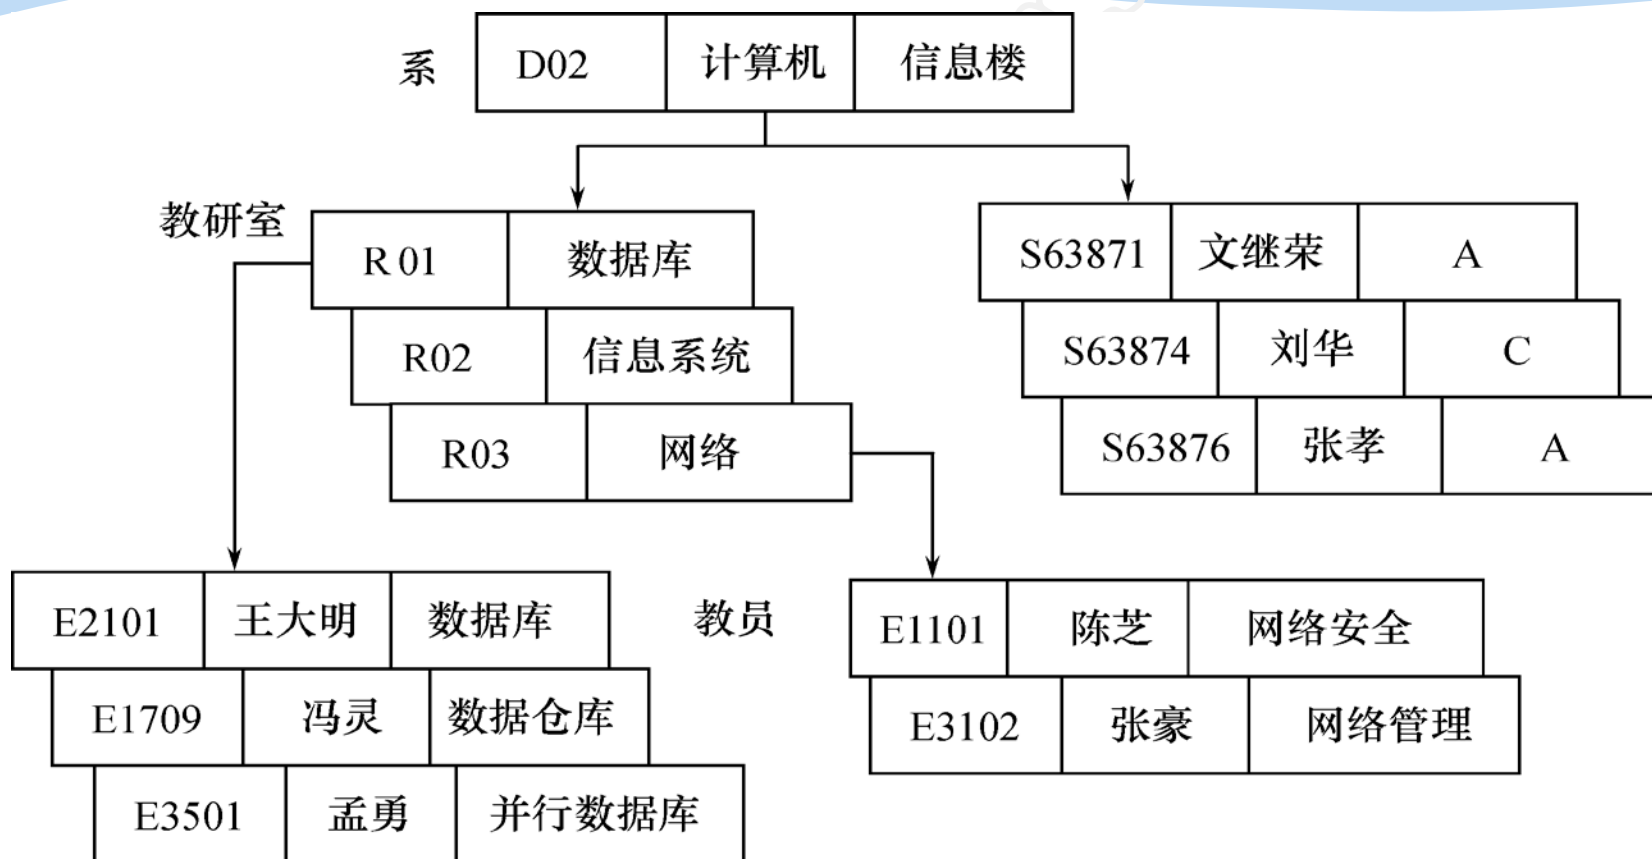 系 D02 计算机 信息楼
教研室 R 01 数据库
R02 信息系统
R03 网络
S63871 文继荣 A
S63874 刘华 C
S63876 张孝 A
E2101 王大明 数据库
E1709 冯灵 数据仓库
E3501 孟勇 并行数据库
教员
E1101 陈芝 网络安全
E3102 张豪 网络管理